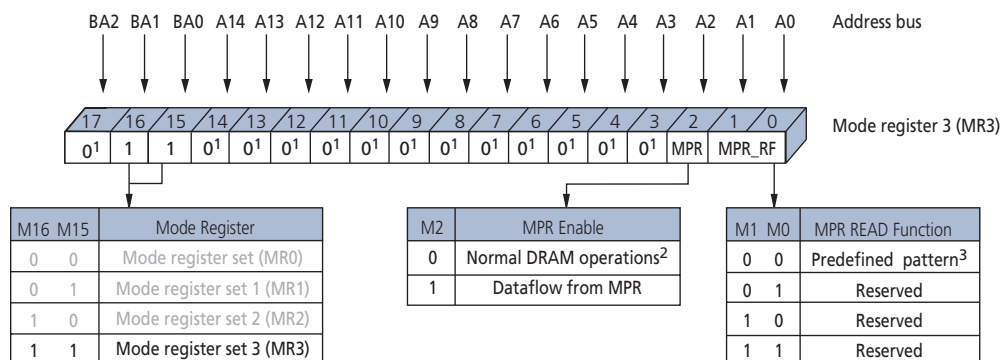 BA2 BA1 BA0 A14 A13 A12 A11 A10 A9 A8 A7 A6 A5 A4 A3 A2 A1 A0 Address bus
17 16 15 14 13 12 11 10 9 8 7 6 5 4 3 2 1 0 Mode register 3 (MR3)
0¹ 1 1 0¹ 0¹ 0¹ 0¹ 0¹ 0¹ 0¹ 0¹ 0¹ 0¹ 0¹ 0¹ MPR MPR_RF
M16 M15 Mode Register
0 0 Mode register set (MR0)
0 1 Mode register set 1 (MR1)
1 0 Mode register set 2 (MR2)
1 1 Mode register set 3 (MR3)
M2 MPR Enable
0 Normal DRAM operations²
1 Dataflow from MPR
M1 M0 MPR READ Function
0 0 Predefined pattern³
0 1 Reserved
1 0 Reserved
1 1 Reserved